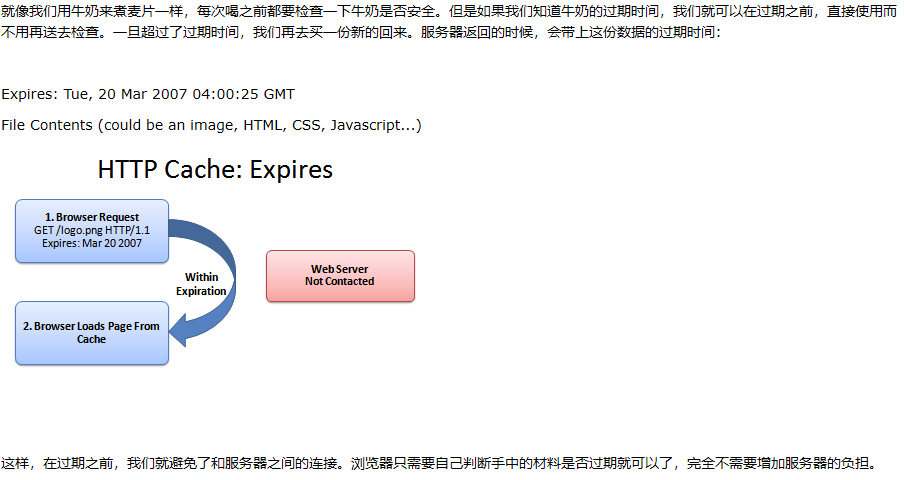 就像我们用牛奶来煮麦片一样，每次喝之前都要检查一下牛奶是否安全。但是如果我们知道牛奶的过期时间，我们就可以在过期之前，直接使用而
不用再送去检查。一旦超过了过期时间，我们再去买一份新的回来。服务器返回的时候，会带上这份数据的过期时间：
Expires: Tue, 20 Mar 2007 04:00:25 GMT
File Contents (could be an image, HTML, CSS, Javascript...)
HTTP Cache: Expires
1. Browser Request
GET /logo.png HTTP/1.1
Expires: Mar 20 2007
Within
Expiration
Web Server
Not Contacted
2. Browser Loads Page From
Cache
这样，在过期之前，我们就避免了和服务器之间的连接。浏览器只需要自己判断手中的材料是否过期就可以了，完全不需要增加服务器的负担。